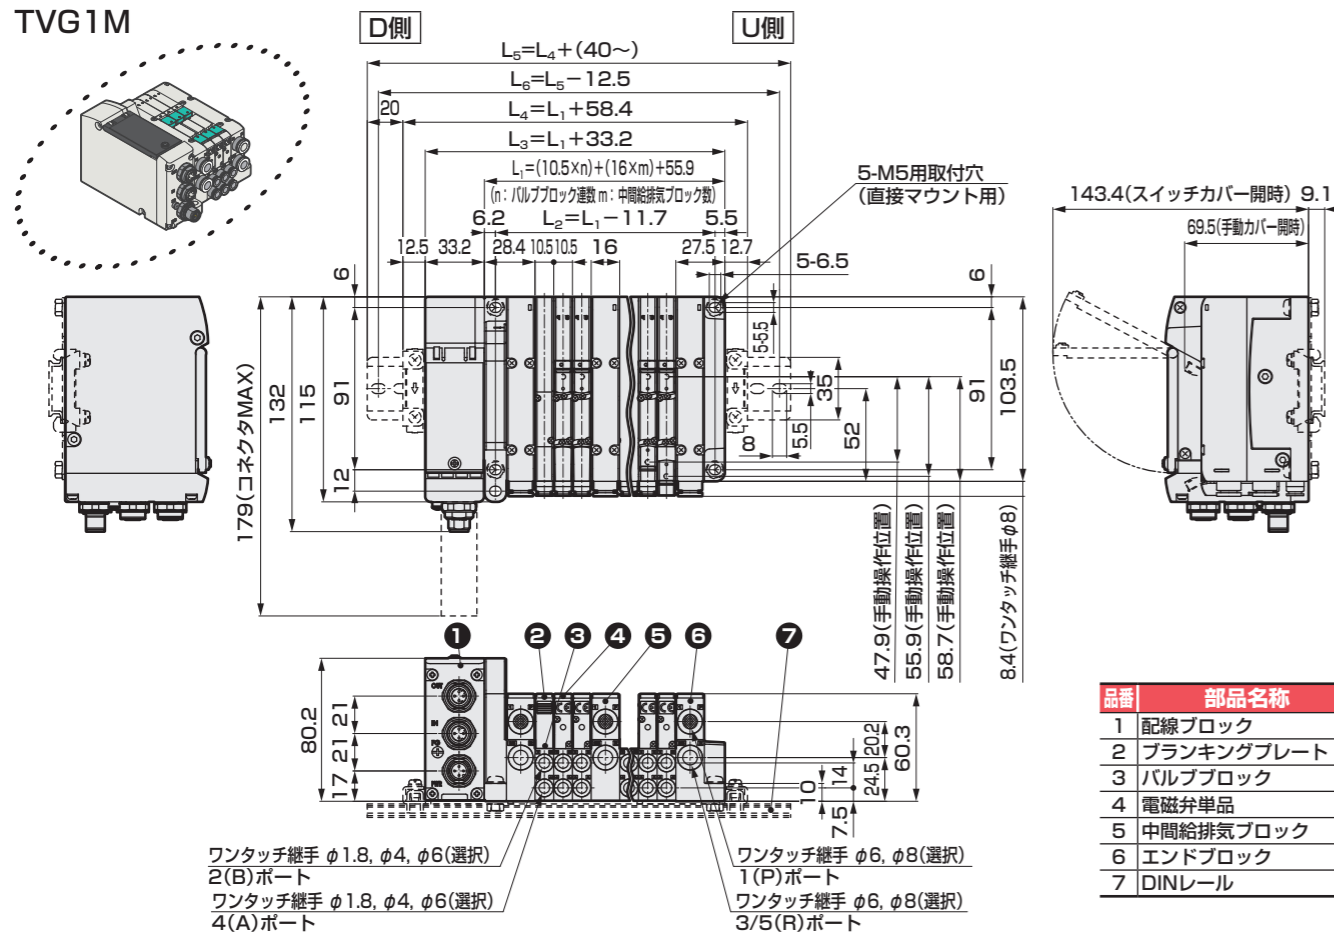 TVG1M
D側
U側
L₅=L₄+(40～)
L₆=L₅−12.5
20
L₄=L₁+58.4
L₃=L₁+33.2
L₁=(10.5×n)+(16×m)+55.9
(n：バルブブロック連数 m：中間給排気ブロック数)
6.2
L₂=L₁−11.7
5.5
12.5
33.2
28.4
10.5
10.5
16
27.5
12.7
5-M5用取付穴
(直接マウント用)
5-6.5
143.4(スイッチカバー開時)
9.1
69.5(手動カバー開時)
6
179(コネクタMAX)
132
115
91
12
5-5.5
35
8
5.5
52
6
91
103.5
47.9(手動操作位置)
55.9(手動操作位置)
58.7(手動操作位置)
8.4(ワンタッチ継手φ8)
1
2
3
4
5
6
7
80.2
21
21
17
OUT
IN
10
7.5
14
24.5
20.2
60.3
ワンタッチ継手 φ1.8, φ4, φ6(選択)
2(B)ポート
ワンタッチ継手 φ1.8, φ4, φ6(選択)
4(A)ポート
ワンタッチ継手 φ6, φ8(選択)
1(P)ポート
ワンタッチ継手 φ6, φ8(選択)
3/5(R)ポート
品番 部品名称
1 配線ブロック
2 ブランキングプレート
3 バルブブロック
4 電磁弁単品
5 中間給排気ブロック
6 エンドブロック
7 DINレール